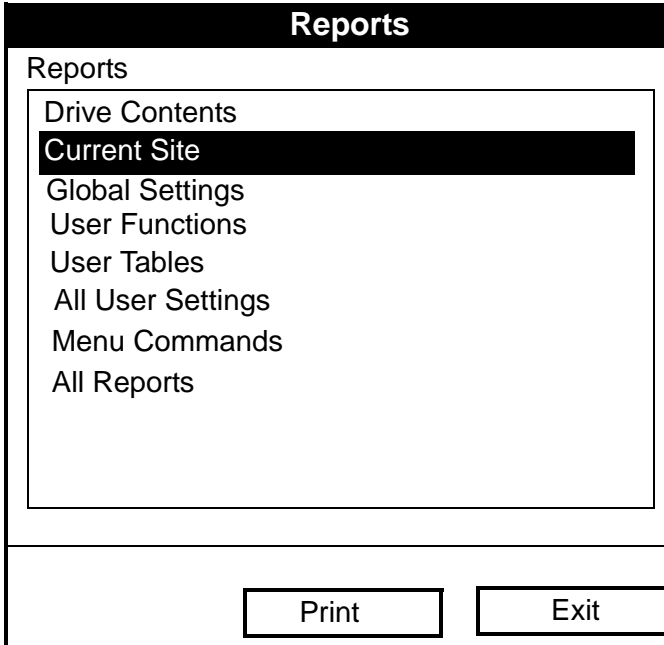 Reports
Reports
Drive Contents
Current Site
Global Settings
User Functions
User Tables
All User Settings
Menu Commands
All Reports
Print
Exit